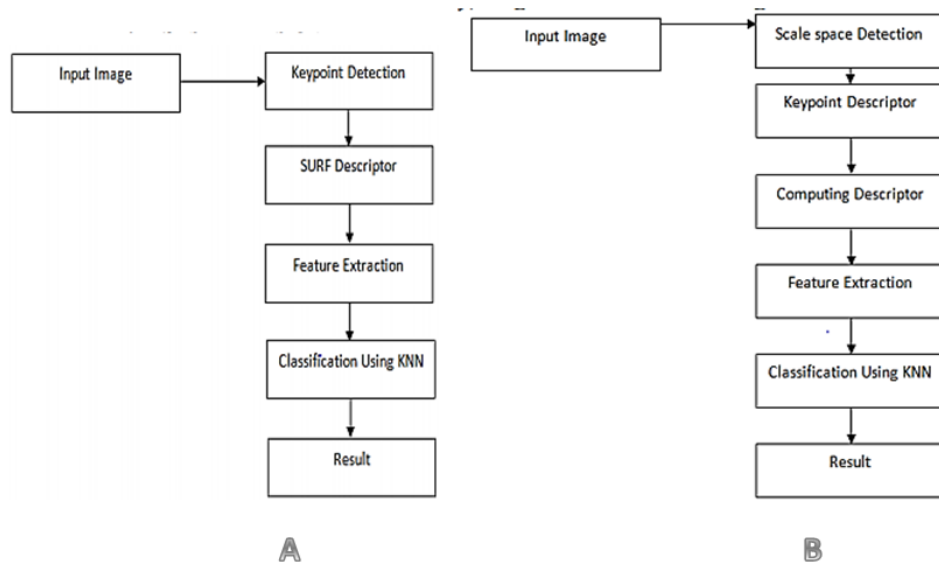 Input Image
Keypoint Detection
SURF Descriptor
Feature Extraction
Classification Using KNN
Result
A
Input Image
Scale space Detection
Keypoint Descriptor
Computing Descriptor
Feature Extraction
Classification Using KNN
Result
B